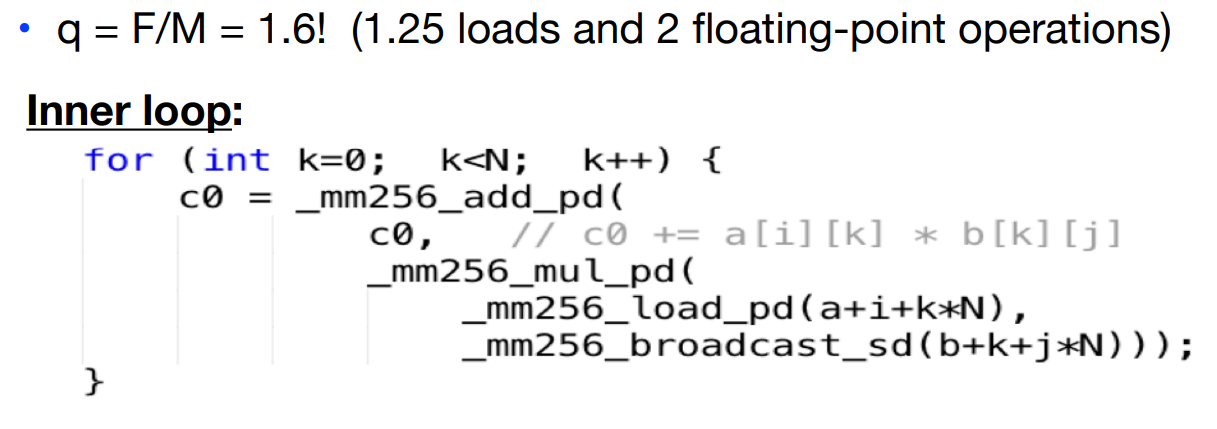 • q = F/M = 1.6! (1.25 loads and 2 floating-point operations)
Inner loop:
for (int k=0; k<N; k++) {
c0 = _mm256_add_pd(
c0, // c0 += a[i][k] * b[k][j]
_mm256_mul_pd(
_mm256_load_pd(a+i+k*N),
_mm256_broadcast_sd(b+k+j*N)));
}